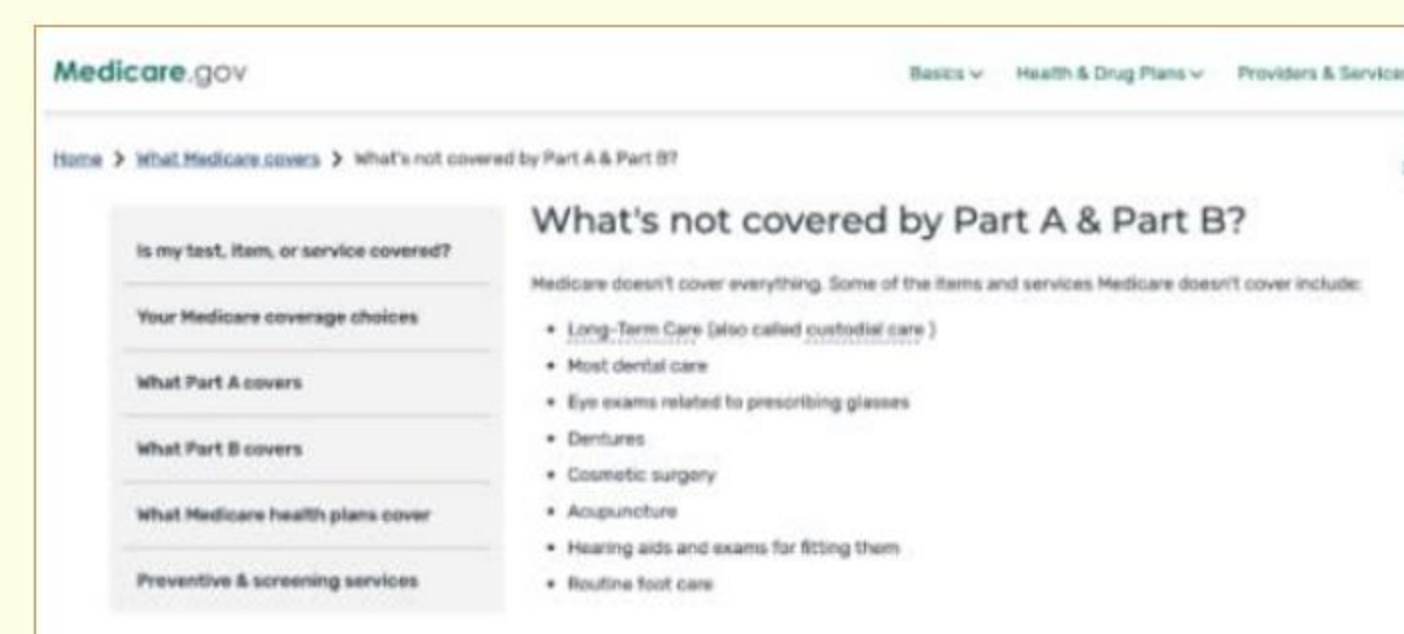 Medicare.gov
Basics Health & Drug Plans Providers & Services
Home > What Medicare covers > What's not covered by Part A & Part B?
Is my test, item, or service covered?
Your Medicare coverage choices
What Part A covers
What Part B covers
What Medicare health plans cover
Preventive & screening services
What's not covered by Part A & Part B?
Medicare doesn't cover everything. Some of the items and services Medicare doesn't cover include:
• Long-Term Care (also called custodial care )
• Most dental care
• Eye exams related to prescribing glasses
• Dentures
• Cosmetic surgery
• Acupuncture
• Hearing aids and exams for fitting them
• Routine foot care